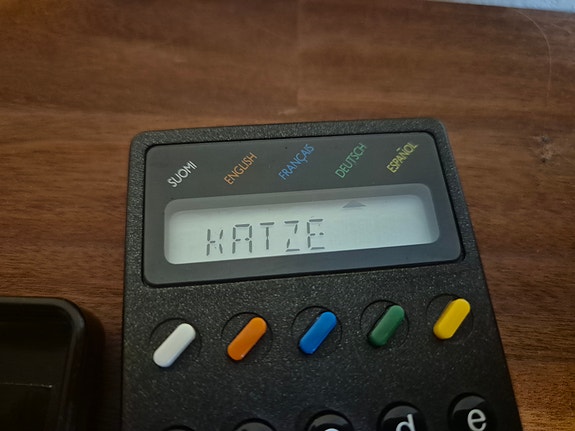 SUOMI ENGLISH FRANÇAIS DEUTSCH ESPAÑOL
KATZE
d e